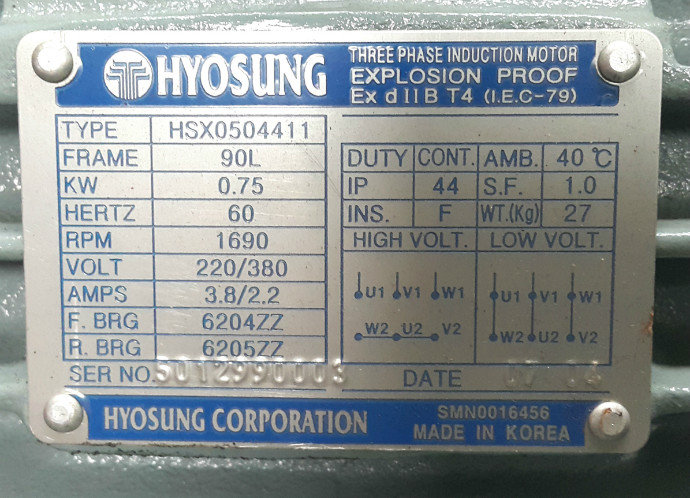 HYOSUNG
THREE PHASE INDUCTION MOTOR
EXPLOSION PROOF
Ex d II B T4 (I.E.C-79)
TYPE HSX0504411
FRAME 90L
KW 0.75
HERTZ 60
RPM 1690
VOLT 220/380
AMPS 3.8/2.2
F. BRG 6204ZZ
R. BRG 6205ZZ
DUTY CONT. AMB. 40 ℃
IP 44 S.F. 1.0
INS. F WT.(Kg) 27
HIGH VOLT. LOW VOLT.
U1 V1 W1 U1 V1 W1
W2 U2 V2 W2 U2 V2
SER NO. 5012990003 DATE
HYOSUNG CORPORATION
SMN0016456
MADE IN KOREA